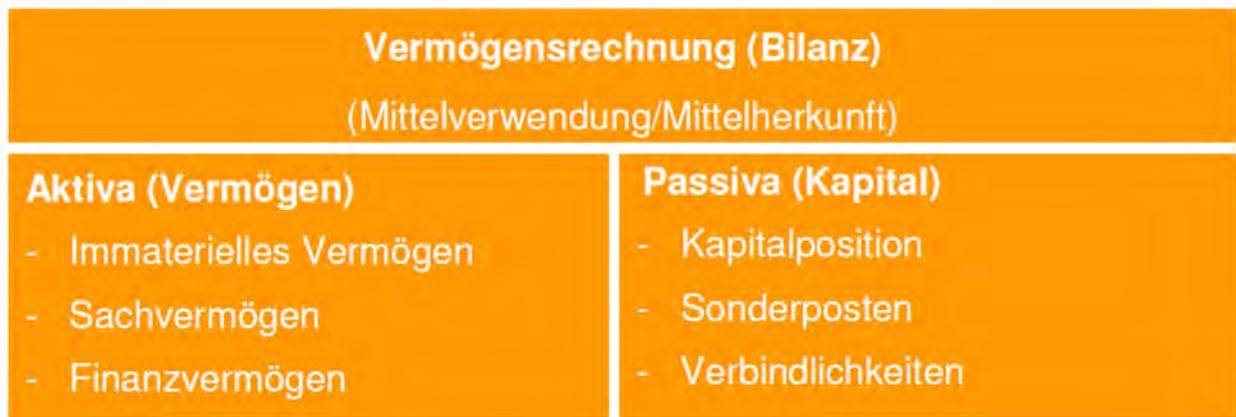 Vermögensrechnung (Bilanz)
(Mittelverwendung/Mittelherkunft)
Aktiva (Vermögen)
- Immaterielles Vermögen
- Sachvermögen
- Finanzvermögen
Passiva (Kapital)
- Kapitalposition
- Sonderposten
- Verbindlichkeiten